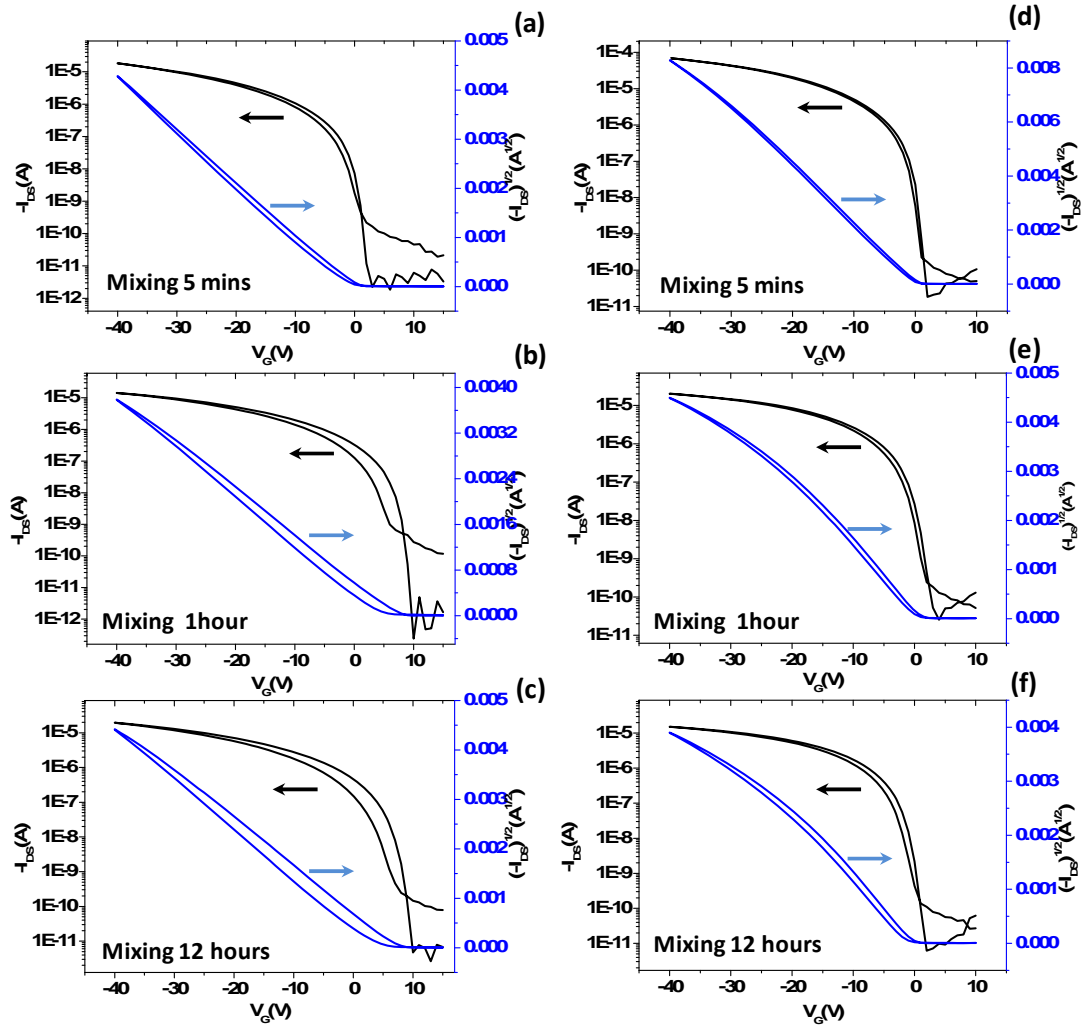 (a)
1E-5
1E-6
1E-7
1E-8
1E-9
1E-10
1E-11
1E-12
-I_DS(A)
0.005
0.004
0.003
0.002
0.001
0.000
(-I_DS)^1/2(A^1/2)
Mixing 5 mins
-40 -30 -20 -10 0 10
V_G(V)
(d)
1E-4
1E-5
1E-6
1E-7
1E-8
1E-9
1E-10
1E-11
-I_DS(A)
0.008
0.006
0.004
0.002
0.000
(-I_DS)^1/2(A^1/2)
Mixing 5 mins
-40 -30 -20 -10 0 10
V_G(V)
(b)
1E-5
1E-6
1E-7
1E-8
1E-9
1E-10
1E-11
1E-12
-I_DS(A)
0.0040
0.0032
0.0024
0.0016
0.0008
0.0000
(-I_DS)^1/2(A^1/2)
Mixing 1hour
-40 -30 -20 -10 0 10
V_G(V)
(e)
1E-5
1E-6
1E-7
1E-8
1E-9
1E-10
1E-11
-I_DS(A)
0.005
0.004
0.003
0.002
0.001
0.000
(-I_DS)^1/2(A^1/2)
Mixing 1hour
-40 -30 -20 -10 0 10
V_G(V)
(c)
1E-5
1E-6
1E-7
1E-8
1E-9
1E-10
1E-11
-I_DS(A)
0.005
0.004
0.003
0.002
0.001
0.000
(-I_DS)^1/2(A^1/2)
Mixing 12 hours
-40 -30 -20 -10 0 10
V_G(V)
(f)
1E-5
1E-6
1E-7
1E-8
1E-9
1E-10
1E-11
-I_DS(A)
0.004
0.003
0.002
0.001
0.000
(-I_DS)^1/2(A^1/2)
Mixing 12 hours
-40 -30 -20 -10 0 10
V_G(V)